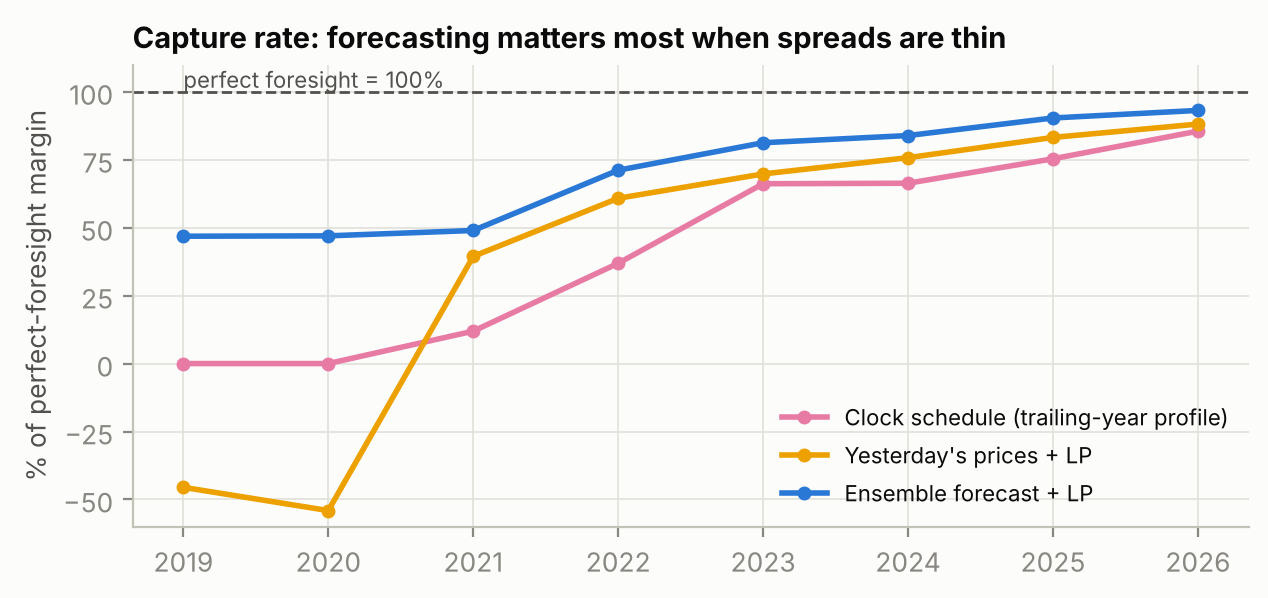 Capture rate: forecasting matters most when spreads are thin
perfect foresight = 100%
% of perfect-foresight margin
100
75
50
25
0
−25
−50
Clock schedule (trailing-year profile)
Yesterday's prices + LP
Ensemble forecast + LP
2019 2020 2021 2022 2023 2024 2025 2026